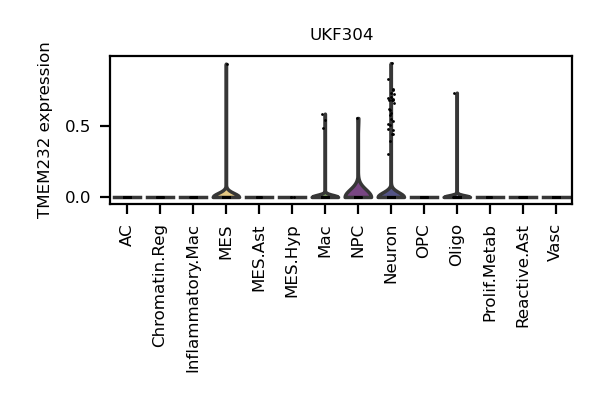 UKF304
TMEM232 expression
0.5
0.0
AC
Chromatin.Reg
Inflammatory.Mac
MES
MES.Ast
MES.Hyp
Mac
NPC
Neuron
OPC
Oligo
Prolif.Metab
Reactive.Ast
Vasc